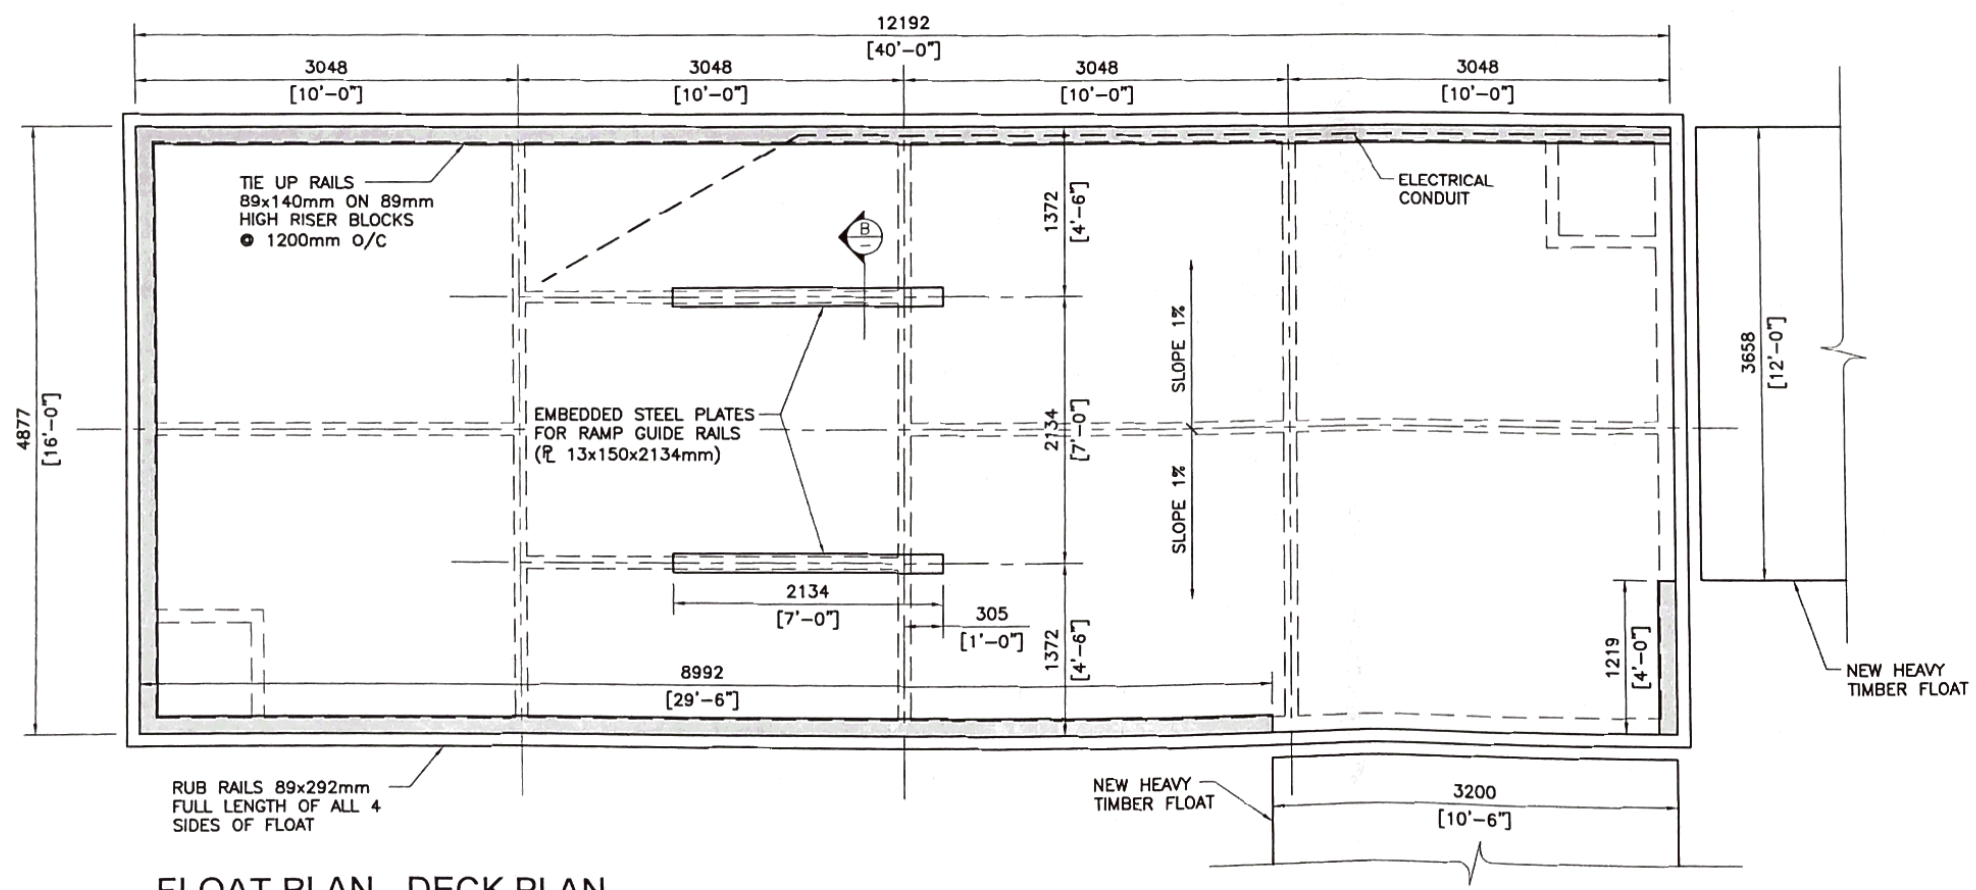 12192
[40'-0"]
3048
[10'-0"]
3048
[10'-0"]
3048
[10'-0"]
3048
[10'-0"]
TIE UP RAILS
89x140mm ON 89mm
HIGH RISER BLOCKS
@ 1200mm O/C
B
ELECTRICAL
CONDUIT
1372
[4'-6"]
SLOPE 1%
3658
[12'-0"]
4877
[16'-0"]
EMBEDDED STEEL PLATES
FOR RAMP GUIDE RAILS
(PL 13x150x2134mm)
2134
[7'-0"]
SLOPE 1%
2134
[7'-0"]
305
[1'-0"]
1372
[4'-6"]
1219
[4'-0"]
8992
[29'-6"]
NEW HEAVY
TIMBER FLOAT
RUB RAILS 89x292mm
FULL LENGTH OF ALL 4
SIDES OF FLOAT
NEW HEAVY
TIMBER FLOAT
3200
[10'-6"]
FLOAT PLAN - DECK PLAN